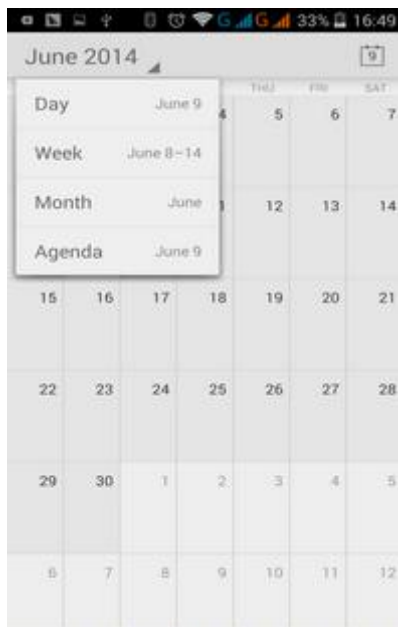 G G 33% 16:49
June 2014 9
THU FRI SAT
Day June 9
Week June 8–14
Month June
Agenda June 9
4 5 6 7
1 12 13 14
15 16 17 18 19 20 21
22 23 24 25 26 27 28
29 30 1 2 3 4 5
6 7 8 9 10 11 12